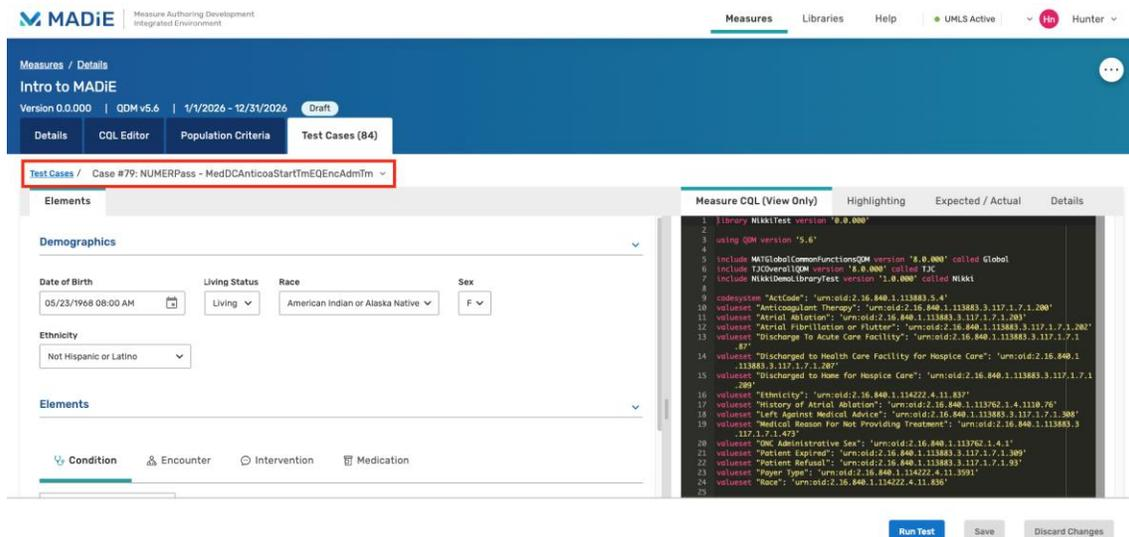 MADiE
Measure Authoring Development
Integrated Environment
Measures Libraries Help UMLS Active Hn Hunter
Measures / Details
Intro to MADiE
Version 0.0.000 | QDM v5.6 | 1/1/2026 - 12/31/2026 Draft
Details CQL Editor Population Criteria Test Cases (84)
Test Cases / Case #79: NUMERPass - MedDCAnticoaStartTmEQEncAdmTm
Elements
Demographics
Date of Birth Living Status Race Sex
05/23/1968 08:00 AM Living American Indian or Alaska Native F
Ethnicity
Not Hispanic or Latino
Elements
Condition Encounter Intervention Medication
Measure CQL (View Only) Highlighting Expected / Actual Details
1 library NikkiTest version '0.0.000'
2
3 using QDM version '5.6'
4
5 include MATGlobalCommonFunctionsQDM version '8.0.000' called Global
6 include TJCOverallQDM version '8.0.000' called TJC
7 include NikkiDemoLibraryTest version '1.0.000' called Nikki
8
9 codesystem "ActCode": 'urn:oid:2.16.840.1.113883.5.4'
10 valueset "Anticoagulant Therapy": 'urn:oid:2.16.840.1.113883.3.117.1.7.1.200'
11 valueset "Atrial Ablation": 'urn:oid:2.16.840.1.113883.3.117.1.7.1.203'
12 valueset "Atrial Fibrillation or Flutter": 'urn:oid:2.16.840.1.113883.3.117.1.7.1.202'
13 valueset "Discharge To Acute Care Facility": 'urn:oid:2.16.840.1.113883.3.117.1.7.1
.87'
14 valueset "Discharged to Health Care Facility for Hospice Care": 'urn:oid:2.16.840.1
.113883.3.117.1.7.1.207'
15 valueset "Discharged to Home for Hospice Care": 'urn:oid:2.16.840.1.113883.3.117.1.7.1
.209'
16 valueset "Ethnicity": 'urn:oid:2.16.840.1.114222.4.11.837'
17 valueset "History of Atrial Ablation": 'urn:oid:2.16.840.1.113762.1.4.1110.76'
18 valueset "Left Against Medical Advice": 'urn:oid:2.16.840.1.113883.3.117.1.7.1.308'
19 valueset "Medical Reason For Not Providing Treatment": 'urn:oid:2.16.840.1.113883.3
.117.1.7.1.473'
20 valueset "ONC Administrative Sex": 'urn:oid:2.16.840.1.113762.1.4.1'
21 valueset "Patient Expired": 'urn:oid:2.16.840.1.113883.3.117.1.7.1.309'
22 valueset "Patient Refusal": 'urn:oid:2.16.840.1.113883.3.117.1.7.1.93'
23 valueset "Payer Type": 'urn:oid:2.16.840.1.114222.4.11.3591'
24 valueset "Race": 'urn:oid:2.16.840.1.114222.4.11.836'
25
Run Test Save Discard Changes